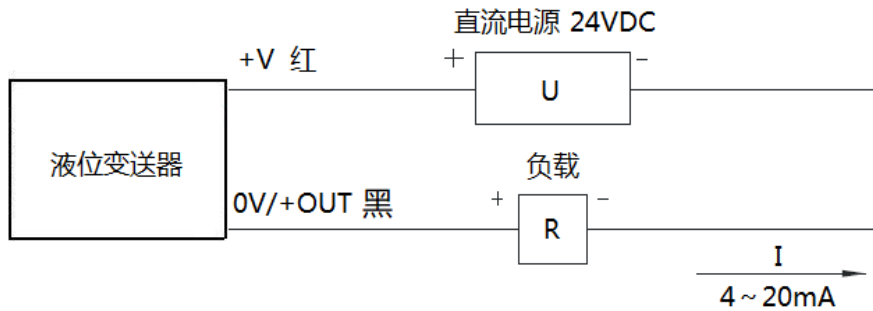 直流电源 24VDC
+V 红
+
-
U
液位变送器
负载
0V/+OUT 黑
+
-
R
I
4～20mA